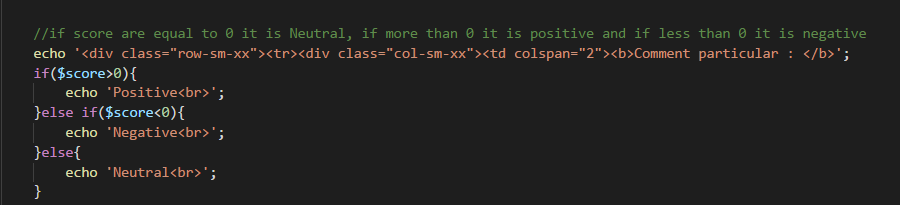 //if score are equal to 0 it is Neutral, if more than 0 it is positive and if less than 0 it is negative
echo '<div class="row-sm-xx"><tr><div class="col-sm-xx"><td colspan="2"><b>Comment particular : </b>';
if($score>0){
    echo 'Positive<br>';
}else if($score<0){
    echo 'Negative<br>';
}else{
    echo 'Neutral<br>';
}